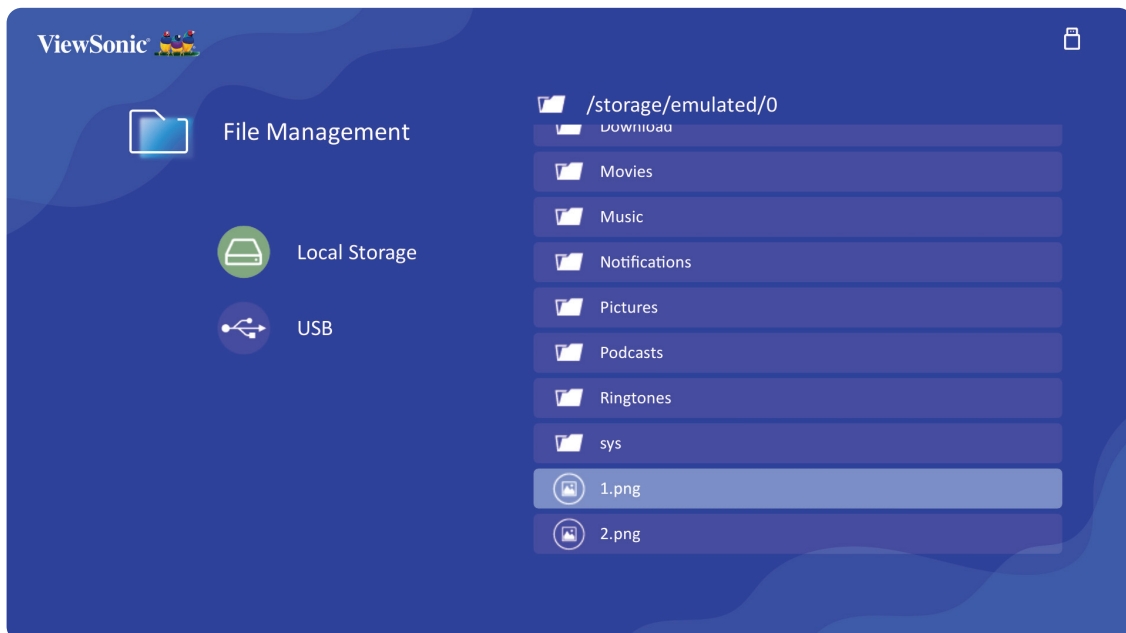 ViewSonic
/storage/emulated/0
File Management
Download
Movies
Music
Notifications
Local Storage
Pictures
USB
Podcasts
Ringtones
sys
1.png
2.png